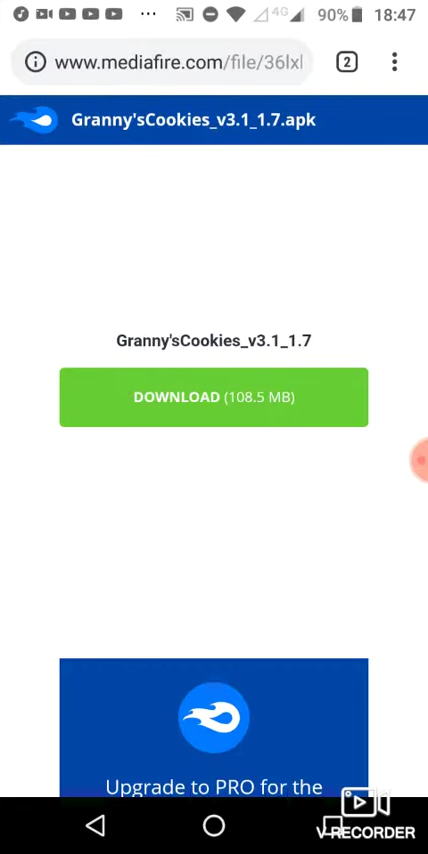 4G 90% 18:47
www.mediafire.com/file/36lxl
2
Granny'sCookies_v3.1_1.7.apk
Granny'sCookies_v3.1_1.7
DOWNLOAD (108.5 MB)
Upgrade to PRO for the
V RECORDER